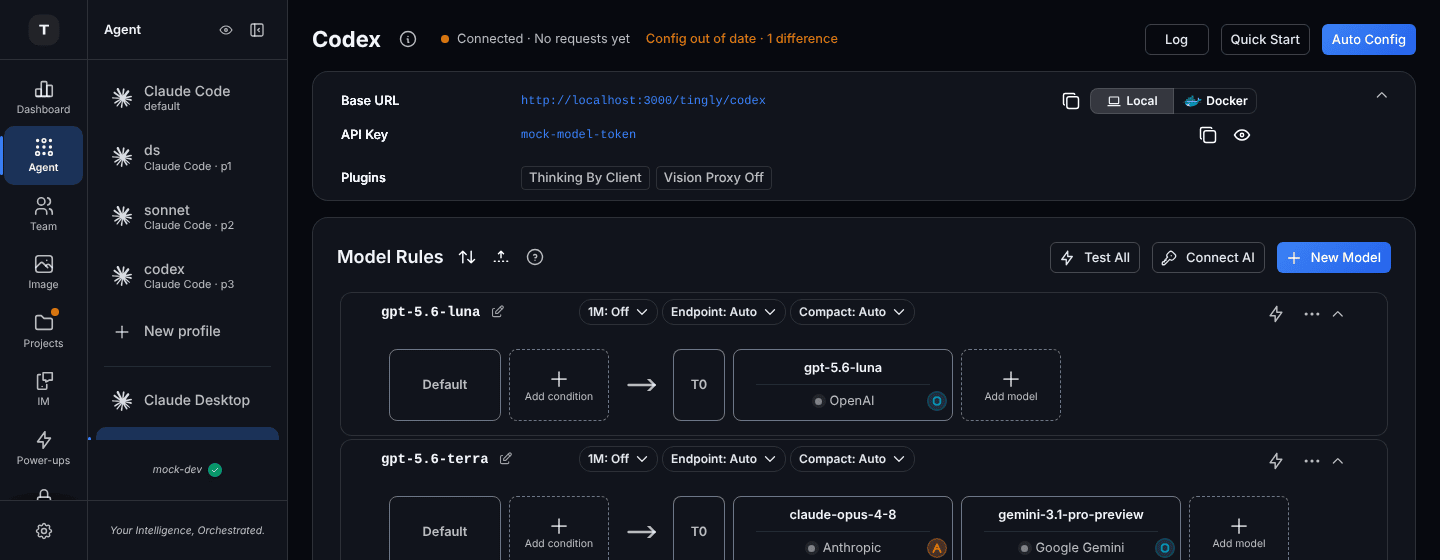 T
Dashboard
Agent
Team
Image
Projects
IM
Power-ups
Agent
Claude Code
default
ds
Claude Code · p1
sonnet
Claude Code · p2
codex
Claude Code · p3
New profile
Claude Desktop
mock-dev
Your Intelligence, Orchestrated.
Codex
Connected · No requests yet Config out of date · 1 difference
Log Quick Start Auto Config
Base URL http://localhost:3000/tingly/codex Local Docker
API Key mock-model-token
Plugins Thinking By Client Vision Proxy Off
Model Rules Test All Connect AI New Model
gpt-5.6-luna 1M: Off Endpoint: Auto Compact: Auto
Default Add condition T0 gpt-5.6-luna
OpenAI O Add model
gpt-5.6-terra 1M: Off Endpoint: Auto Compact: Auto
Default Add condition T0 claude-opus-4-8
Anthropic A
gemini-3.1-pro-preview
Google Gemini O Add model